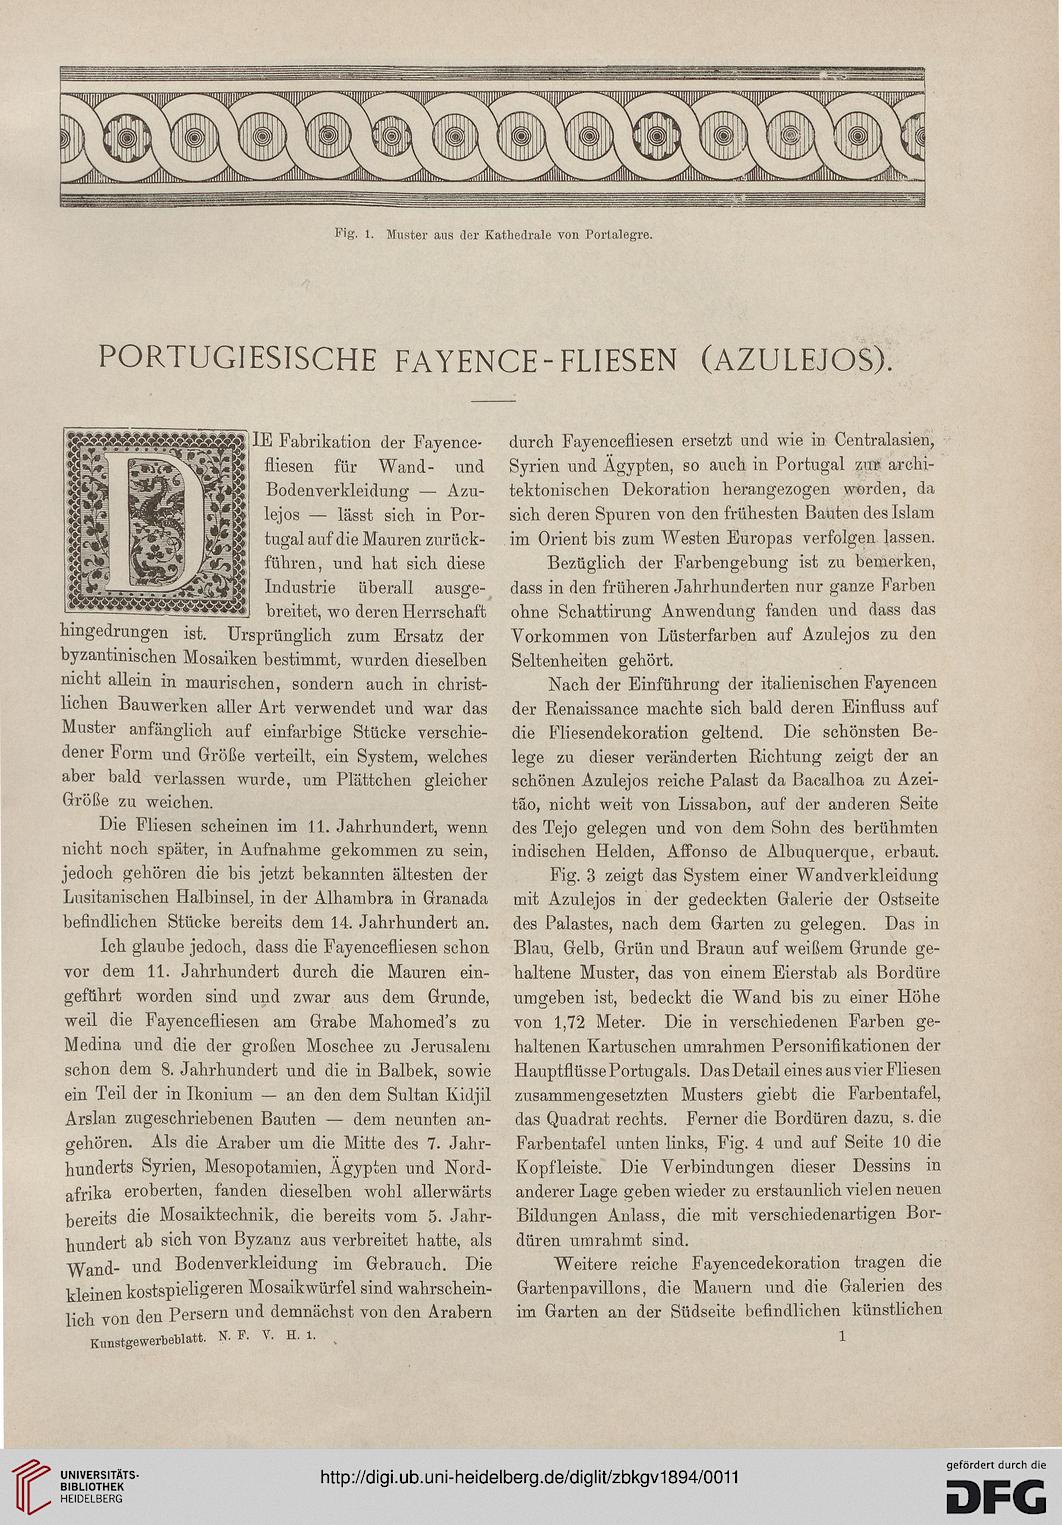 Fig. 1. Muster aus der Kathedrale von Portalegre.
PORTUGIESISCHE FAYENCE-FLIESEN (AZULEJOS).
DIE Fabrikation der Fayence-
fliesen für Wand- und
Bodenverkleidung — Azu-
lejos — lässt sich in Por-
tugal auf die Mauren zurück-
führen, und hat sich diese
Industrie überall ausge-
breitet, wo deren Herrschaft
hingedrungen ist. Ursprünglich zum Ersatz der
byzantinischen Mosaiken bestimmt, wurden dieselben
nicht allein in maurischen, sondern auch in christ-
lichen Bauwerken aller Art verwendet und war das
Muster anfänglich auf einfarbige Stücke verschie-
dener Form und Größe verteilt, ein System, welches
aber bald verlassen wurde, um Plättchen gleicher
Größe zu weichen.
Die Fliesen scheinen im 11. Jahrhundert, wenn
nicht noch später, in Aufnahme gekommen zu sein,
jedoch gehören die bis jetzt bekannten ältesten der
Lusitanischen Halbinsel, in der Alhambra in Granada
befindlichen Stücke bereits dem 14. Jahrhundert an.
Ich glaube jedoch, dass die Fayencefliesen schon
vor dem 11. Jahrhundert durch die Mauren ein-
geführt worden sind und zwar aus dem Grunde,
weil die Fayencefliesen am Grabe Mahomed's zu
Medina und die der großen Moschee zu Jerusalem
schon dem 8. Jahrhundert und die in Balbek, sowie
ein Teil der in Ikonium — an den dem Sultan Kidjil
Arslan zugeschriebenen Bauten — dem neunten an-
gehören. Als die Araber um die Mitte des 7. Jahr-
hunderts Syrien, Mesopotamien, Ägypten und Nord-
afrika eroberten, fanden dieselben wohl allerwärts
bereits die Mosaiktechnik, die bereits vom 5. Jahr-
hundert ab sich von Byzanz aus verbreitet hatte, als
Wand- und Bodenverkleidung im Gebrauch. Die
kleinen kostspieligeren Mosaikwürfel sind wahrschein-
lich von den Persern und demnächst von den Arabern
durch Fayencefliesen ersetzt und wie in Centralasien,
Syrien und Ägypten, so auch in Portugal zur archi-
tektonischen Dekoration herangezogen worden, da
sich deren Spuren von den frühesten Bauten des Islam
im Orient bis zum Westen Europas verfolgen lassen.
Bezüglich der Farbengebung ist zu bemerken,
dass in den früheren Jahrhunderten nur ganze Farben
ohne Schattirung Anwendung fanden und dass das
Vorkommen von Lüsterfarben auf Azulejos zu den
Seltenheiten gehört.
Nach der Einführung der italienischen Fayencen
der Renaissance machte sich bald deren Einfluss auf
die Fliesendekoration geltend. Die schönsten Be-
lege zu dieser veränderten Richtung zeigt der an
schönen Azulejos reiche Palast da Bacalhoa zu Azei-
tão, nicht weit von Lissabon, auf der anderen Seite
des Tejo gelegen und von dem Sohn des berühmten
indischen Helden, Affonso de Albuquerque, erbaut.
Fig. 3 zeigt das System einer Wandverkleidung
mit Azulejos in der gedeckten Galerie der Ostseite
des Palastes, nach dem Garten zu gelegen. Das in
Blau, Gelb, Grün und Braun auf weißem Grunde ge-
haltene Muster, das von einem Eierstab als Bordüre
umgeben ist, bedeckt die Wand bis zu einer Höhe
von 1,72 Meter. Die in verschiedenen Farben ge-
haltenen Kartuschen umrahmen Personifikationen der
Hauptflüsse Portugals. Das Detail eines aus vier Fliesen
zusammengesetzten Musters giebt die Farbentafel,
das Quadrat rechts. Ferner die Bordüren dazu, s. die
Farbentafel unten links, Fig. 4 und auf Seite 10 die
Kopfleiste. Die Verbindungen dieser Dessins in
anderer Lage geben wieder zu erstaunlich vielen neuen
Bildungen Anlass, die mit verschiedenartigen Bor-
düren umrahmt sind.
Weitere reiche Fayencedekoration tragen die
Gartenpavillons, die Mauern und die Galerien des
im Garten an der Südseite befindlichen künstlichen
Kunstgewerbeblatt. N. F. V. H. 1.
1
UNIVERSITÄTS-
BIBLIOTHEK
HEIDELBERG
http://digi.ub.uni-heidelberg.de/diglit/zbkgv1894/0011
gefördert durch die
DFG